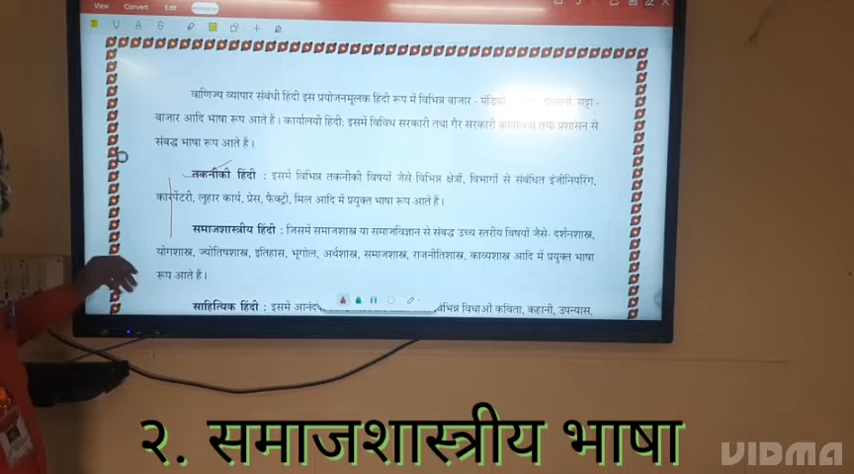 View Convert Edit
वाणिज्य व्यापार संबंधी हिंदी इस प्रयोजनमूलक हिंदी रूप में विभिन्न बाजार - सट्टा -
बाजार आदि भाषा रूप आते हैं। कार्यालयी हिंदी: इसमें विविध सरकारी तथा गैर सरकारी कार्यालयों तथा प्रशासन से
संबद्ध भाषा रूप आते हैं।
तकनीकी हिंदी : इसमें विभिन्न तकनीकी विषयों जैसे विभिन्न क्षेत्रों, विभागों से संबंधित इंजीनियरिंग,
कारपेंटरी, लुहार कार्य, प्रेस, फैक्ट्री, मिल आदि में प्रयुक्त भाषा रूप आते हैं।
समाजशास्त्रीय हिंदी : जिसमें समाजशास्त्र या समाजविज्ञान से संबद्ध उच्च स्तरीय विषयों जैसे- दर्शनशास्त्र,
योगशास्त्र, ज्योतिषशास्त्र, इतिहास, भूगोल, अर्थशास्त्र, समाजशास्त्र, राजनीतिशास्त्र, काव्यशास्त्र आदि में प्रयुक्त भाषा
रूप आते हैं।
साहित्यिक हिंदी : इसमें विधाओं कविता, कहानी, उपन्यास,
२. समाजशास्त्रीय भाषा
VIDMA